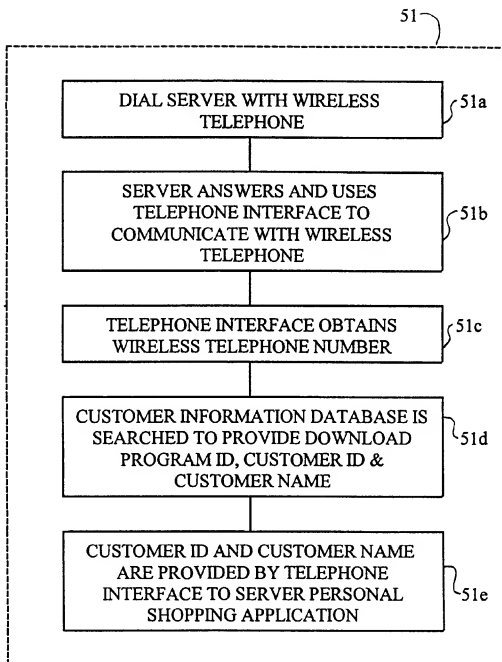 51
DIAL SERVER WITH WIRELESS
TELEPHONE
51a
SERVER ANSWERS AND USES
TELEPHONE INTERFACE TO
COMMUNICATE WITH WIRELESS
TELEPHONE
51b
TELEPHONE INTERFACE OBTAINS
WIRELESS TELEPHONE NUMBER
51c
CUSTOMER INFORMATION DATABASE IS
SEARCHED TO PROVIDE DOWNLOAD
PROGRAM ID, CUSTOMER ID &
CUSTOMER NAME
51d
CUSTOMER ID AND CUSTOMER NAME
ARE PROVIDED BY TELEPHONE
INTERFACE TO SERVER PERSONAL
SHOPPING APPLICATION
51e